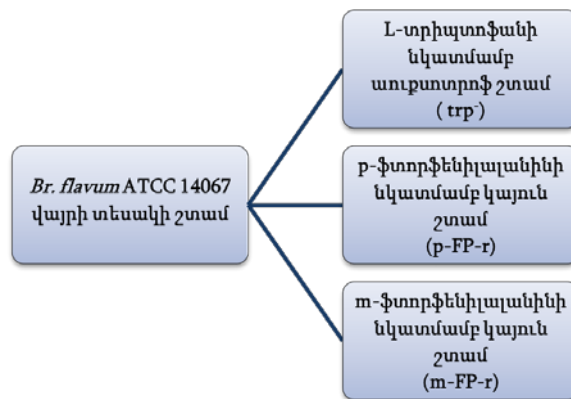 L-տրիպտոֆանի
նկատմամբ
աուքսոտրոֆ շտամ
( trp-)
Br. flavum ATCC 14067
վայրի տեսակի շտամ
p-ֆտորֆենիլալանինի
նկատմամբ կայուն
շտամ
(p-FP-r)
m-ֆտորֆենիլալանինի
նկատմամբ կայուն
շտամ
(m-FP-r)